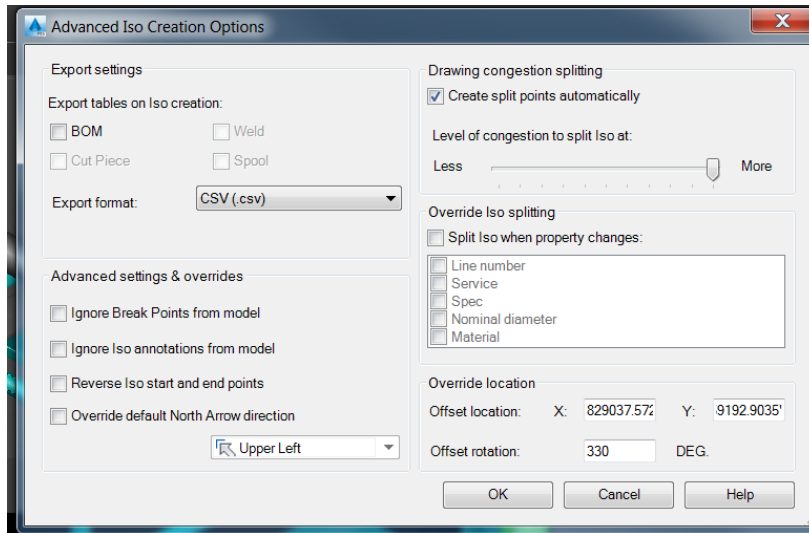 Advanced Iso Creation Options
Export settings
Export tables on Iso creation:
BOM
Weld
Cut Piece
Spool
Export format:
CSV (.csv)
Advanced settings & overrides
Ignore Break Points from model
Ignore Iso annotations from model
Reverse Iso start and end points
Override default North Arrow direction
Upper Left
Drawing congestion splitting
Create split points automatically
Level of congestion to split Iso at:
Less
More
Override Iso splitting
Split Iso when property changes:
Line number
Service
Spec
Nominal diameter
Material
Override location
Offset location: X: 829037.572 Y: 9192.9035'
Offset rotation: 330 DEG.
OK
Cancel
Help